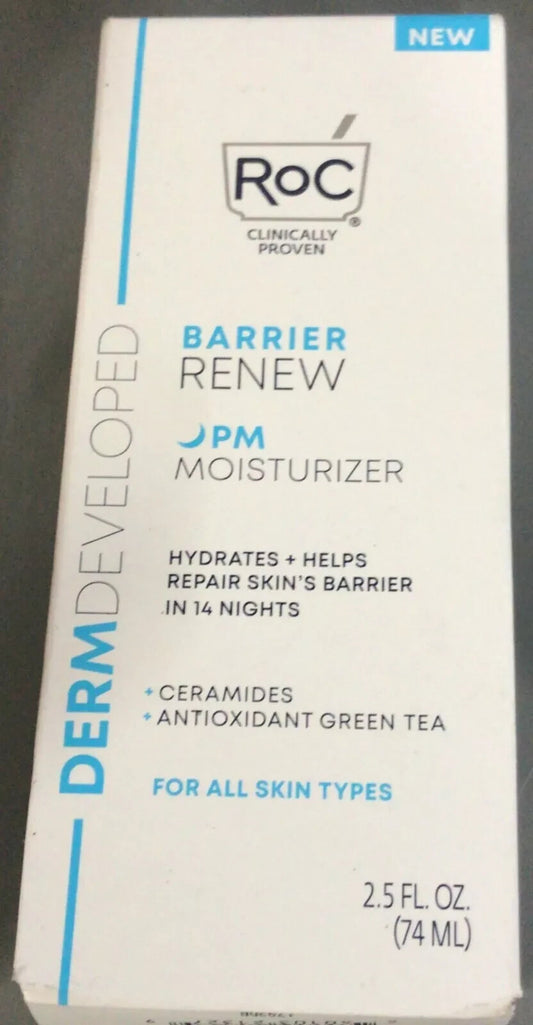 NEW
RoC®
CLINICALLY
PROVEN
BARRIER
RENEW
PM
MOISTURIZER
HYDRATES + HELPS
REPAIR SKIN'S BARRIER
IN 14 NIGHTS
+ CERAMIDES
+ ANTIOXIDANT GREEN TEA
FOR ALL SKIN TYPES
2.5 FL. OZ.
(74 ML)
DERMDEVELOPED